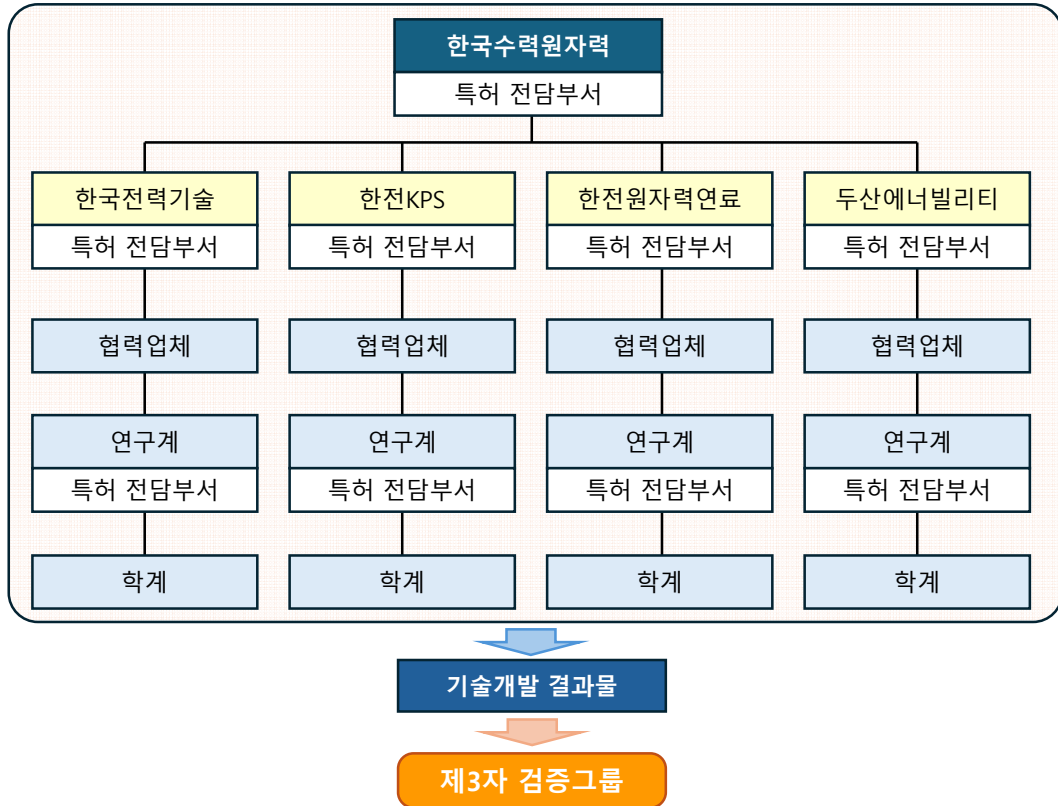 한국수력원자력
특허 전담부서
한국전력기술
특허 전담부서
한전KPS
특허 전담부서
한전원자력연료
특허 전담부서
두산에너빌리티
특허 전담부서
협력업체
협력업체
협력업체
협력업체
연구계
특허 전담부서
연구계
특허 전담부서
연구계
특허 전담부서
연구계
특허 전담부서
학계
학계
학계
학계
기술개발 결과물
제3자 검증그룹